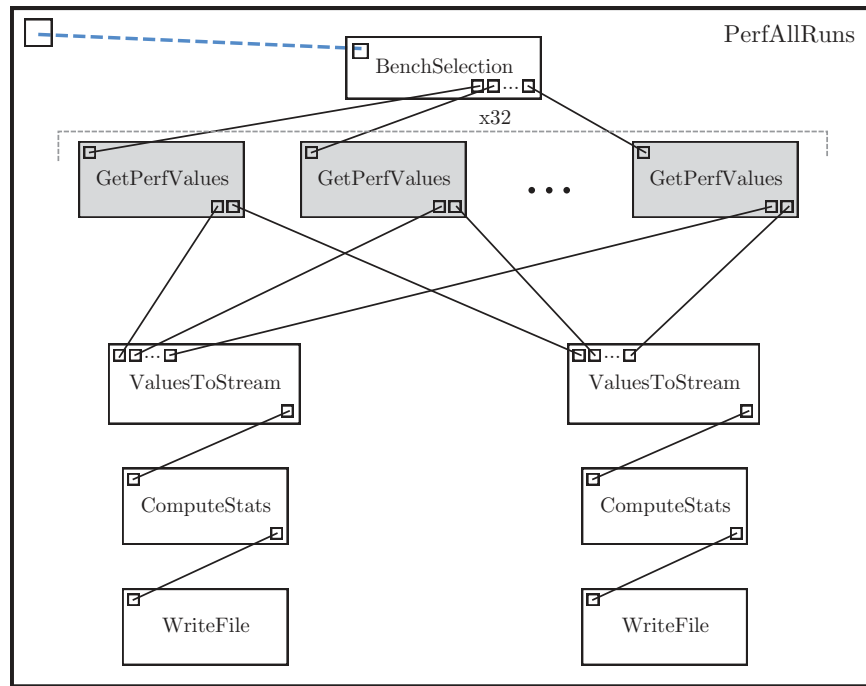 PerfAllRuns
BenchSelection
...
x32
GetPerfValues
GetPerfValues
...
GetPerfValues
...
...
ValuesToStream
ValuesToStream
ComputeStats
ComputeStats
WriteFile
WriteFile